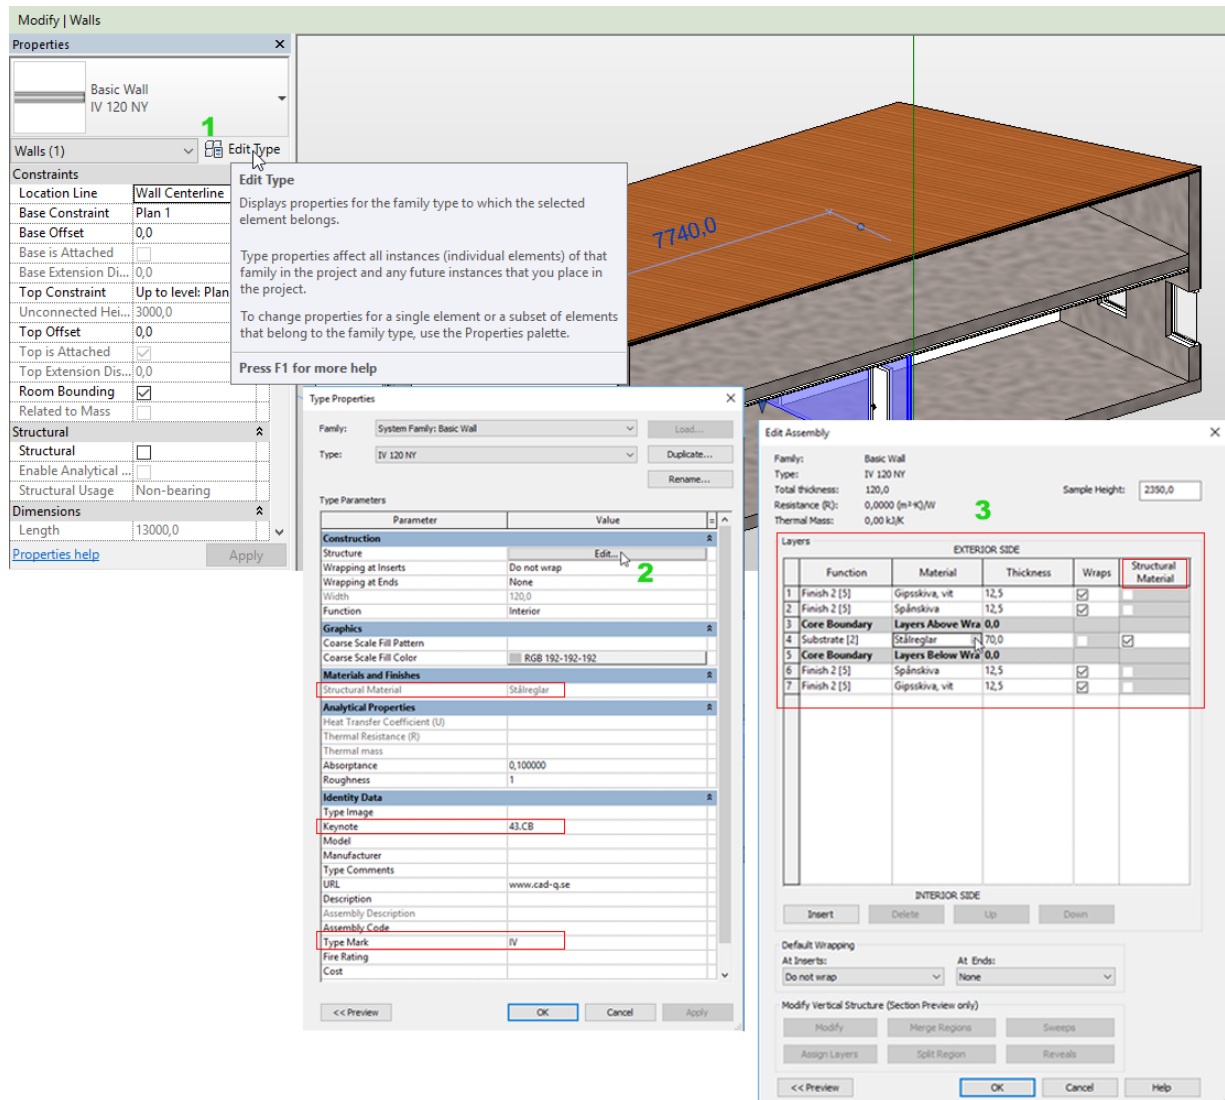 Modify | Walls
Properties
Basic Wall
IV 120 NY
1
Walls (1)
Edit Type
Constraints
Location Line Wall Centerline
Base Constraint Plan 1
Base Offset 0,0
Base is Attached
Base Extension Di... 0,0
Top Constraint Up to level: Plan
Unconnected Hei... 3000,0
Top Offset 0,0
Top is Attached
Top Extension Dis... 0,0
Room Bounding
Related to Mass
Structural
Structural
Enable Analytical ...
Structural Usage Non-bearing
Dimensions
Length 13000,0
Properties help Apply
Edit Type
Displays properties for the family type to which the selected
element belongs.
Type properties affect all instances (individual elements) of that
family in the project and any future instances that you place in
the project.
To change properties for a single element or a subset of elements
that belong to the family type, use the Properties palette.
Press F1 for more help
7740,0
Type Properties
Family: System Family: Basic Wall Load...
Type: IV 120 NY Duplicate...
Rename...
Type Parameters
Parameter Value =
Construction
Structure Edit...
2
Wrapping at Inserts Do not wrap
Wrapping at Ends None
Width 120,0
Function Interior
Graphics
Coarse Scale Fill Pattern
Coarse Scale Fill Color RGB 192-192-192
Materials and Finishes
Structural Material Stålreglar
Analytical Properties
Heat Transfer Coefficient (U)
Thermal Resistance (R)
Thermal mass
Absorptance 0,100000
Roughness 1
Identity Data
Type Image
Keynote 43.CB
Model
Manufacturer
Type Comments
URL www.cad-q.se
Description
Assembly Description
Assembly Code
Type Mark IV
Fire Rating
Cost
<< Preview OK Cancel Apply
Edit Assembly
Family: Basic Wall
Type: IV 120 NY
Total thickness: 120,0 Sample Height: 2350,0
Resistance (R): 0,0000 (m²·K)/W
Thermal Mass: 0,00 kJ/K
3
Layers
EXTERIOR SIDE
Function Material Thickness Wraps Structural Material
1 Finish 2 [5] Gipsskiva, vit 12,5
2 Finish 2 [5] Spånskiva 12,5
3 Core Boundary Layers Above Wra 0,0
4 Substrate [2] Stålreglar 70,0
5 Core Boundary Layers Below Wra 0,0
6 Finish 2 [5] Spånskiva 12,5
7 Finish 2 [5] Gipsskiva, vit 12,5
INTERIOR SIDE
Insert Delete Up Down
Default Wrapping
At Inserts: At Ends:
Do not wrap None
Modify Vertical Structure (Section Preview only)
Modify Merge Regions Sweeps
Assign Layers Split Region Reveals
<< Preview OK Cancel Help